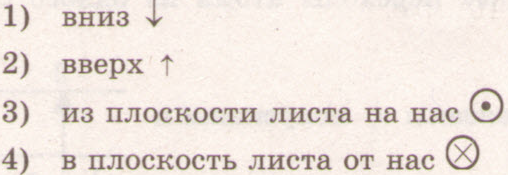 1) вниз ↓
2) вверх ↑
3) из плоскости листа на нас ⊙
4) в плоскость листа от нас ⊗